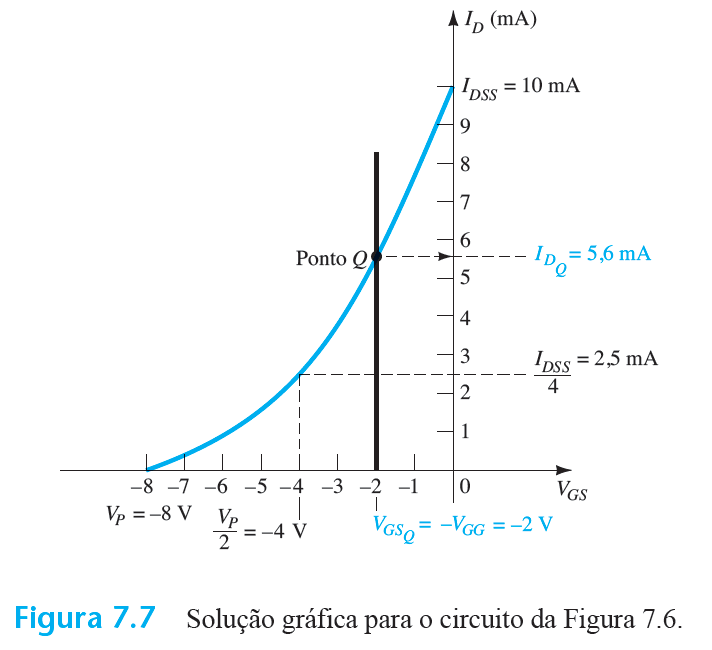 I_D (mA)
I_DSS = 10 mA
9
8
7
6
Ponto Q
I_DQ = 5,6 mA
5
4
3
I_DSS/4 = 2,5 mA
2
1
–8 –7 –6 –5 –4 –3 –2 –1 0
V_GS
V_P = –8 V
V_P/2 = –4 V
V_GSQ = –V_GG = –2 V
Figura 7.7 Solução gráfica para o circuito da Figura 7.6.